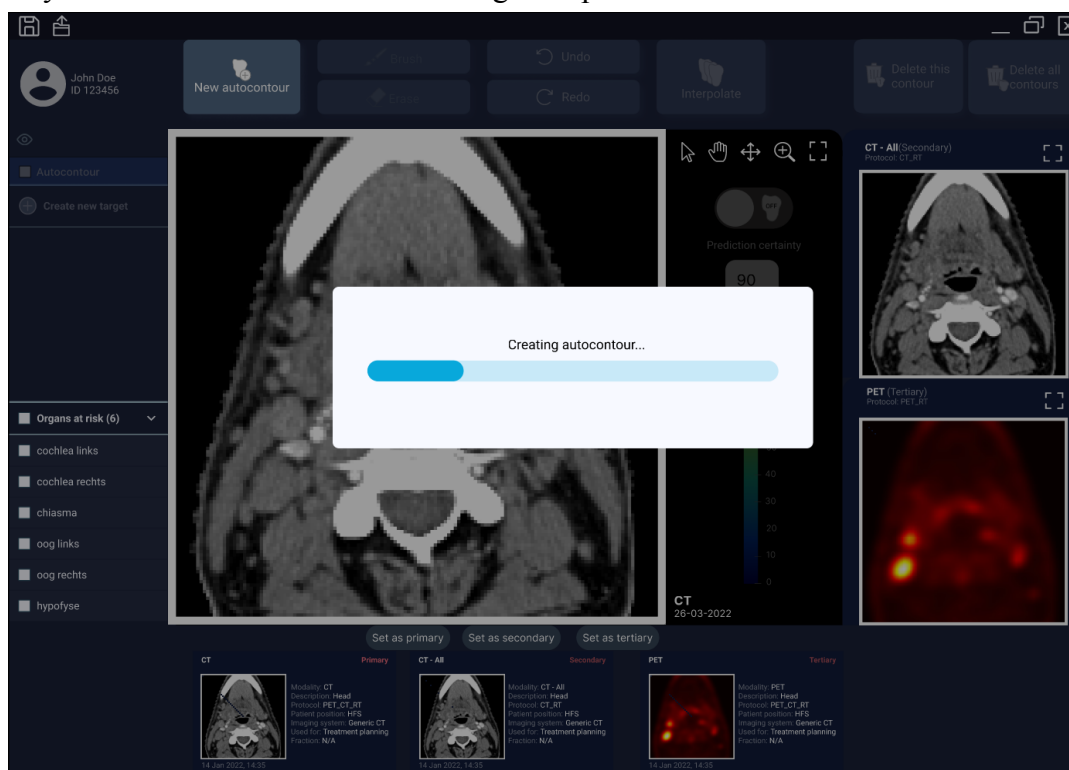 John Doe
ID 123456
New autocontour
Brush
Erase
Undo
Redo
Interpolate
Delete this
contour
Delete all
contours
Autocontour
Create new target
Organs at risk (6)
cochlea links
cochlea rechts
chiasma
oog links
oog rechts
hypofyse
OFF
Prediction certainty
90
Creating autocontour...
40
30
20
10
0
CT
26-03-2022
CT - All(Secondary)
Protocol: CT_RT
PET (Tertiary)
Protocol: PET_RT
Set as primary Set as secondary Set as tertiary
CT Primary
Modality: CT
Description: Head
Protocol: PET_CT_RT
Patient position: HFS
Imaging system: Generic CT
Used for: Treatment planning
Fraction: N/A
14 Jan 2022, 14:35
CT - All Secondary
Modality: CT - All
Description: Head
Protocol: CT_RT
Patient position: HFS
Imaging system: Generic CT
Used for: Treatment planning
Fraction: N/A
14 Jan 2022, 14:35
PET Tertiary
Modality: PET
Description: Head
Protocol: PET_CT_RT
Patient position: HFS
Imaging system: Generic CT
Used for: Treatment planning
Fraction: N/A
14 Jan 2022, 14:35